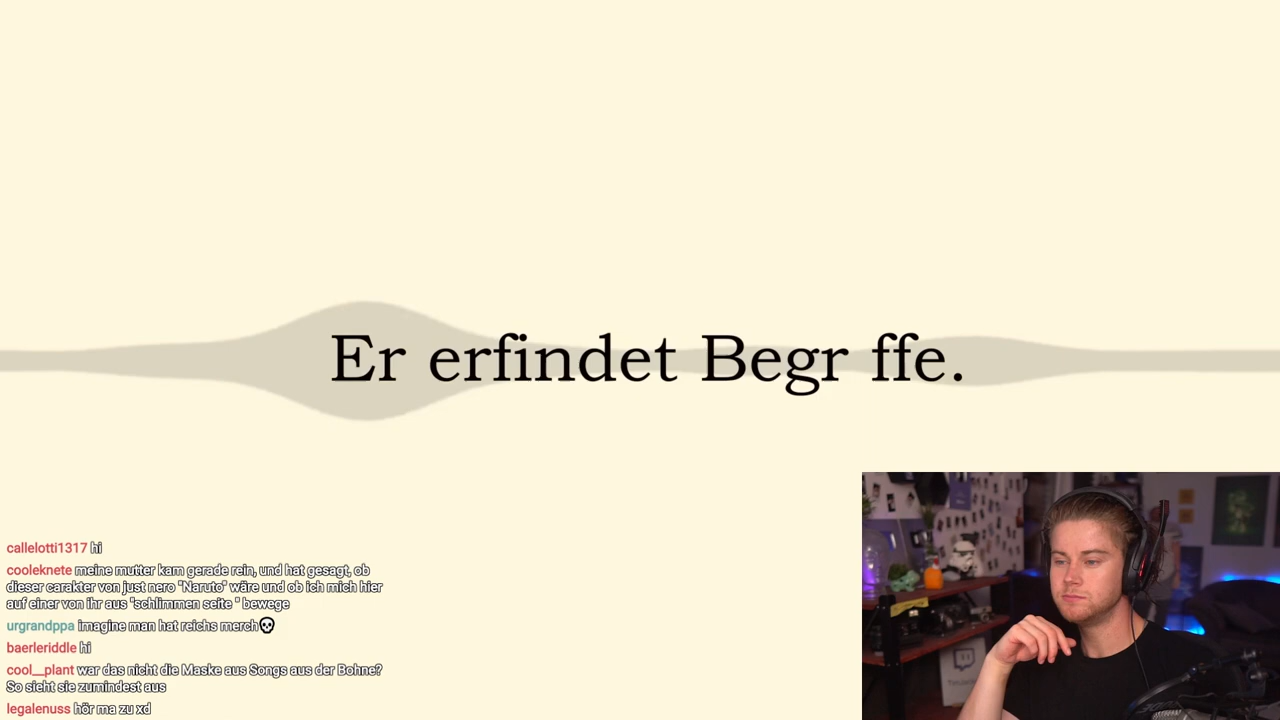 Er erfindet Begr ffe.
callelotti1317 hi
cooleknete meine mutter kam gerade rein, und hat gesagt, ob
dieser carakter von just nero "Naruto" wäre und ob ich mich hier
auf einer von ihr aus "schlimmen seite " bewege
urgrandppa imagine man hat reichs merch💀
baerleriddle hi
cool__plant war das nicht die Maske aus Songs aus der Bohne?
So sieht sie zumindest aus
legalenuss hör ma zu xd